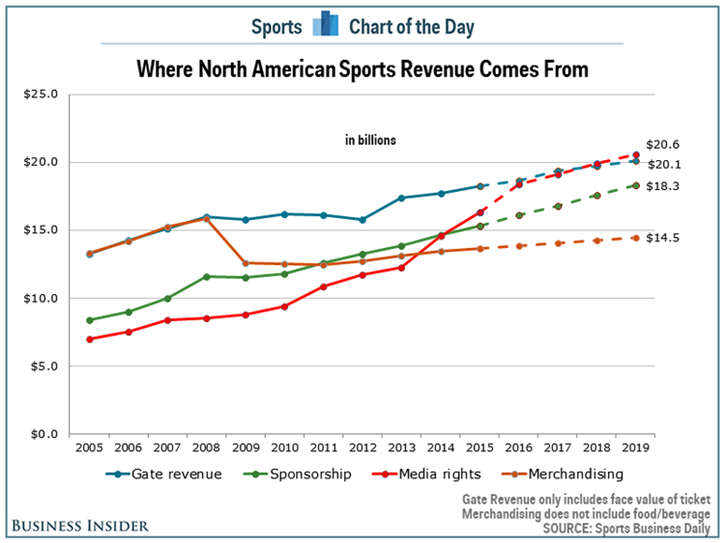 Sports Chart of the Day
Where North American Sports Revenue Comes From
in billions
$25.0
$20.0
$15.0
$10.0
$5.0
$0.0
$20.6
$20.1
$18.3
$14.5
2005 2006 2007 2008 2009 2010 2011 2012 2013 2014 2015 2016 2017 2018 2019
Gate revenue Sponsorship Media rights Merchandising
Gate Revenue only includes face value of ticket
Merchandising does not include food/beverage
SOURCE: Sports Business Daily
BUSINESS INSIDER